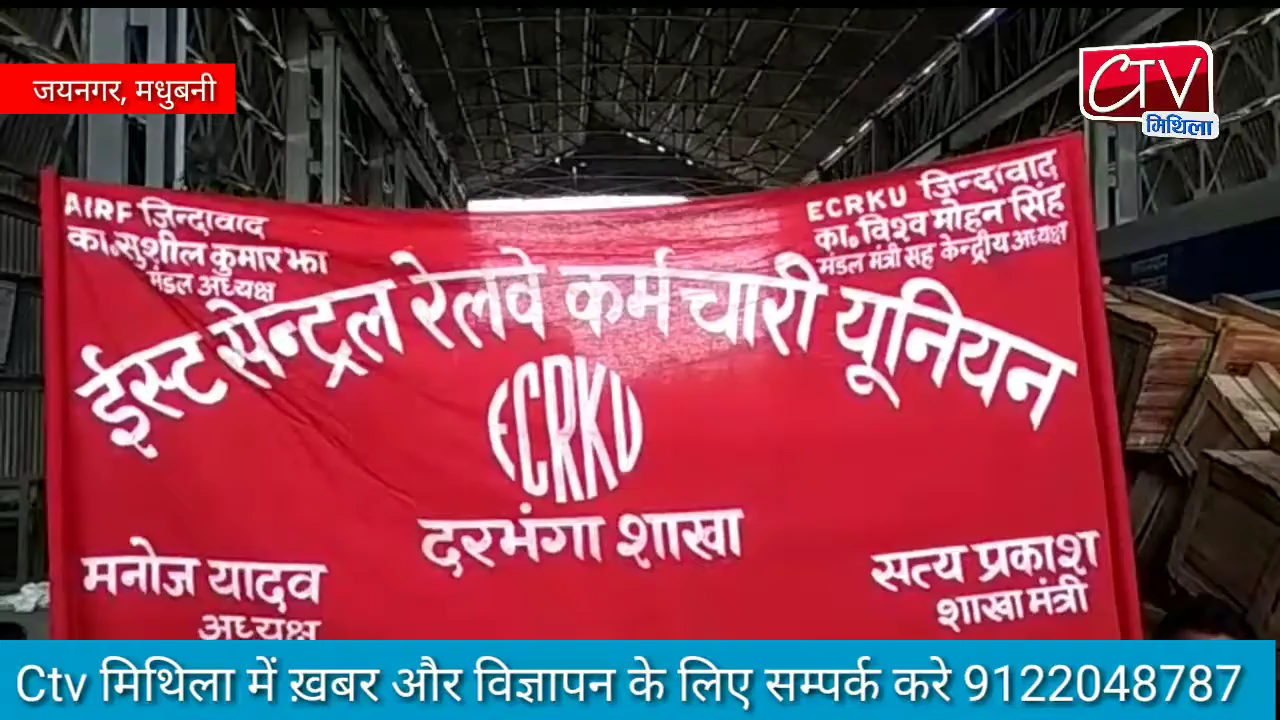 जयनगर, मधुबनी
CTV
मिथिला
AIRF ज़िन्दाबाद
का॰ सुशील कुमार झा
मंडल अध्यक्ष
ECRKU ज़िन्दाबाद
का॰ विश्व मोहन सिंह
मंडल मंत्री सह केन्द्रीय अध्यक्ष
ईस्ट सेन्ट्रल रेलवे कर्मचारी यूनियन
ECRKU
दरभंगा शाखा
मनोज यादव
अध्यक्ष
सत्य प्रकाश
शाखा मंत्री
Ctv मिथिला में ख़बर और विज्ञापन के लिए सम्पर्क करे 9122048787